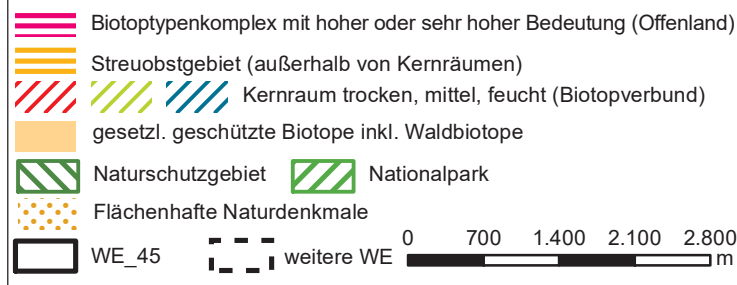 Biotoptypenkomplex mit hoher oder sehr hoher Bedeutung (Offenland)
Streuobstgebiet (außerhalb von Kernräumen)
Kernraum trocken, mittel, feucht (Biotopverbund)
gesetzl. geschützte Biotope inkl. Waldbiotope
Naturschutzgebiet Nationalpark
Flächenhafte Naturdenkmale
0 700 1.400 2.100 2.800
WE_45 weitere WE m